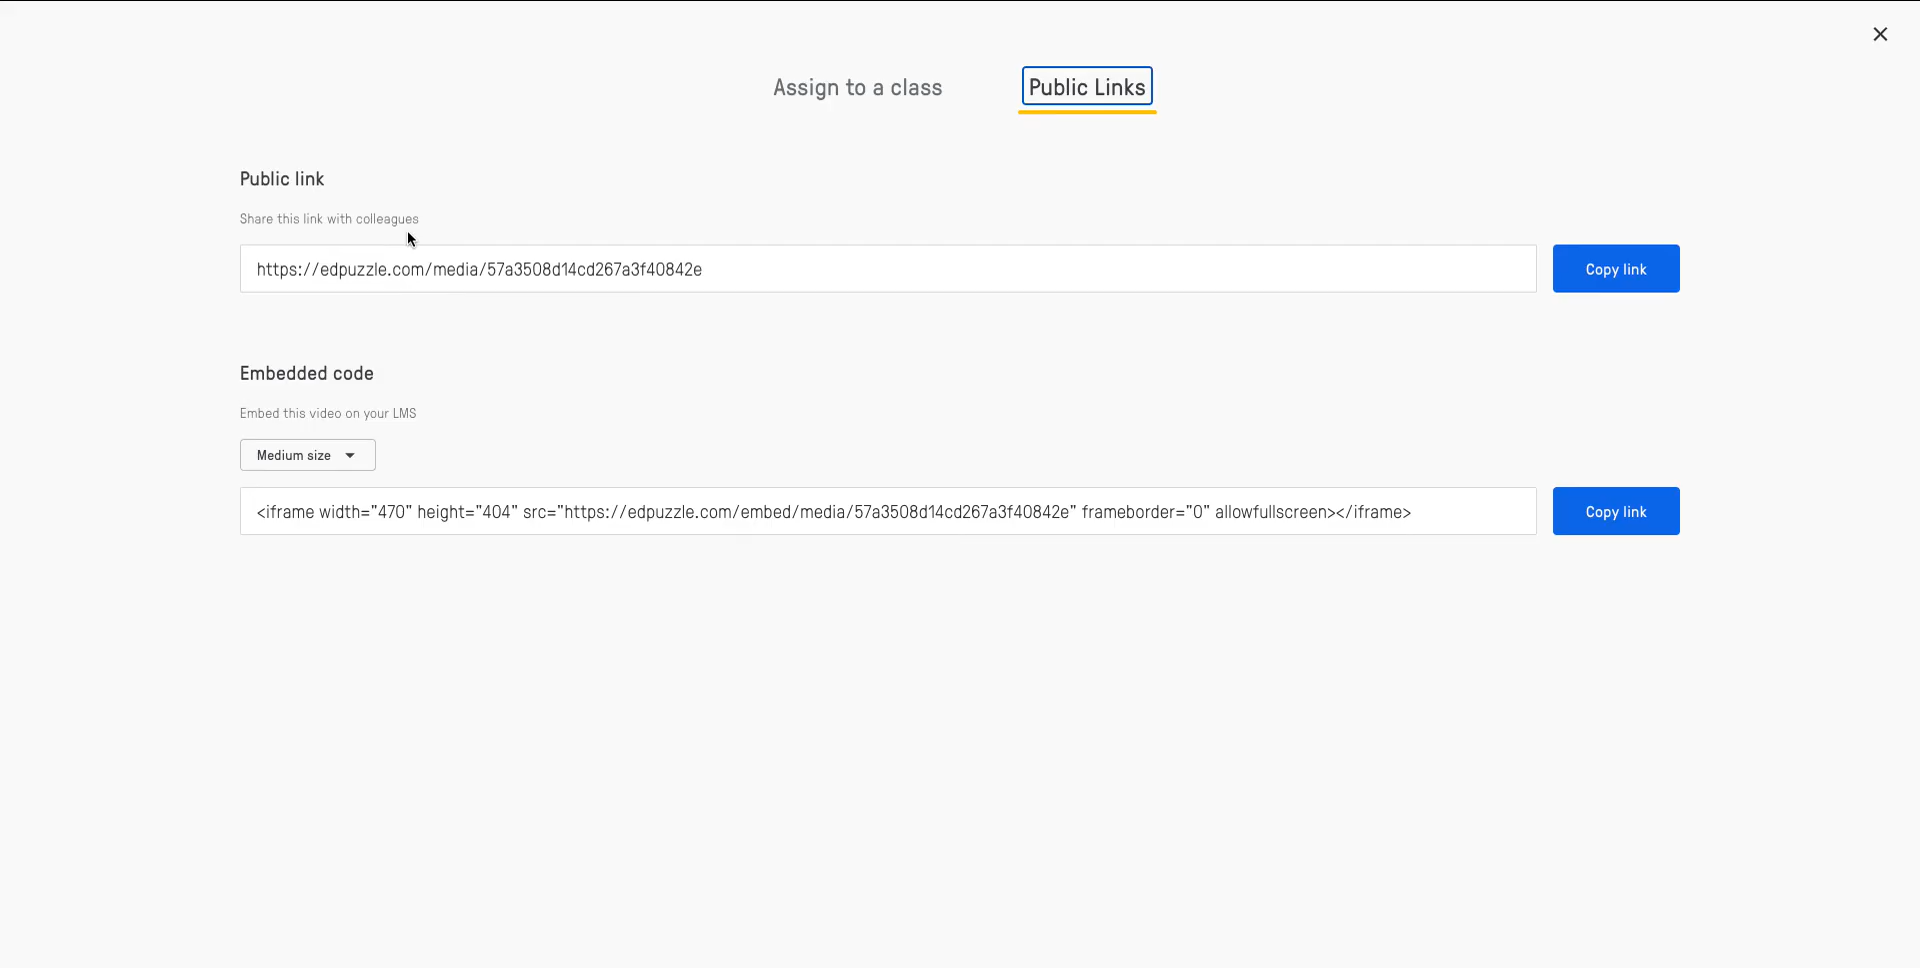 Assign to a class
Public Links
Public link
Share this link with colleagues
https://edpuzzle.com/media/57a3508d14cd267a3f40842e
Copy link
Embedded code
Embed this video on your LMS
Medium size
<iframe width="470" height="404" src="https://edpuzzle.com/embed/media/57a3508d14cd267a3f40842e" frameborder="0" allowfullscreen></iframe>
Copy link